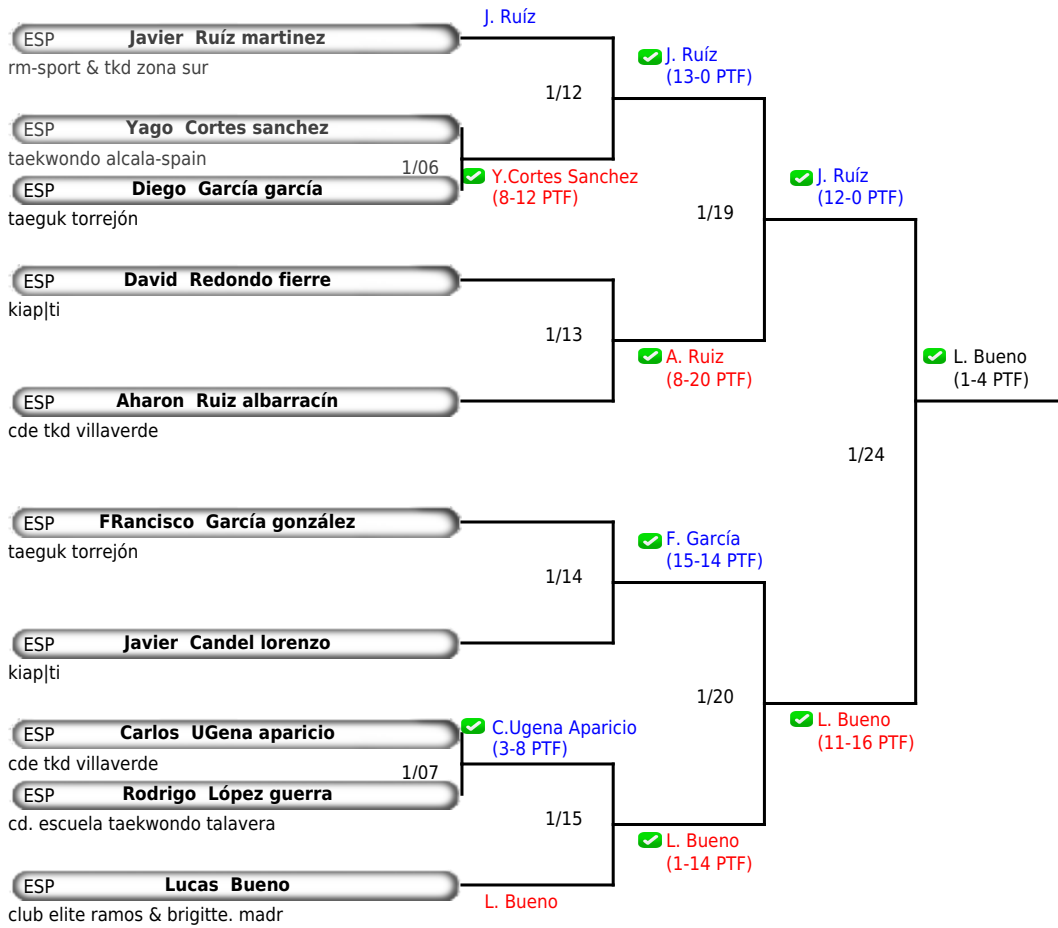 J. Ruíz
ESP Javier Ruíz martinez
rm-sport & tkd zona sur
J. Ruíz
(13-0 PTF)
1/12
ESP Yago Cortes sanchez
taekwondo alcala-spain
1/06
ESP Diego García garcía
taeguk torrejón
Y.Cortes Sanchez
(8-12 PTF)
J. Ruíz
(12-0 PTF)
1/19
ESP David Redondo fierre
kiap|ti
1/13
A. Ruiz
(8-20 PTF)
ESP Aharon Ruiz albarracín
cde tkd villaverde
L. Bueno
(1-4 PTF)
1/24
ESP FRancisco García gonzález
taeguk torrejón
F. García
(15-14 PTF)
1/14
ESP Javier Candel lorenzo
kiap|ti
1/20
L. Bueno
(11-16 PTF)
ESP Carlos UGena aparicio
cde tkd villaverde
C.Ugena Aparicio
(3-8 PTF)
1/07
ESP Rodrigo López guerra
cd. escuela taekwondo talavera
1/15
L. Bueno
(1-14 PTF)
ESP Lucas Bueno
club elite ramos & brigitte. madr
L. Bueno